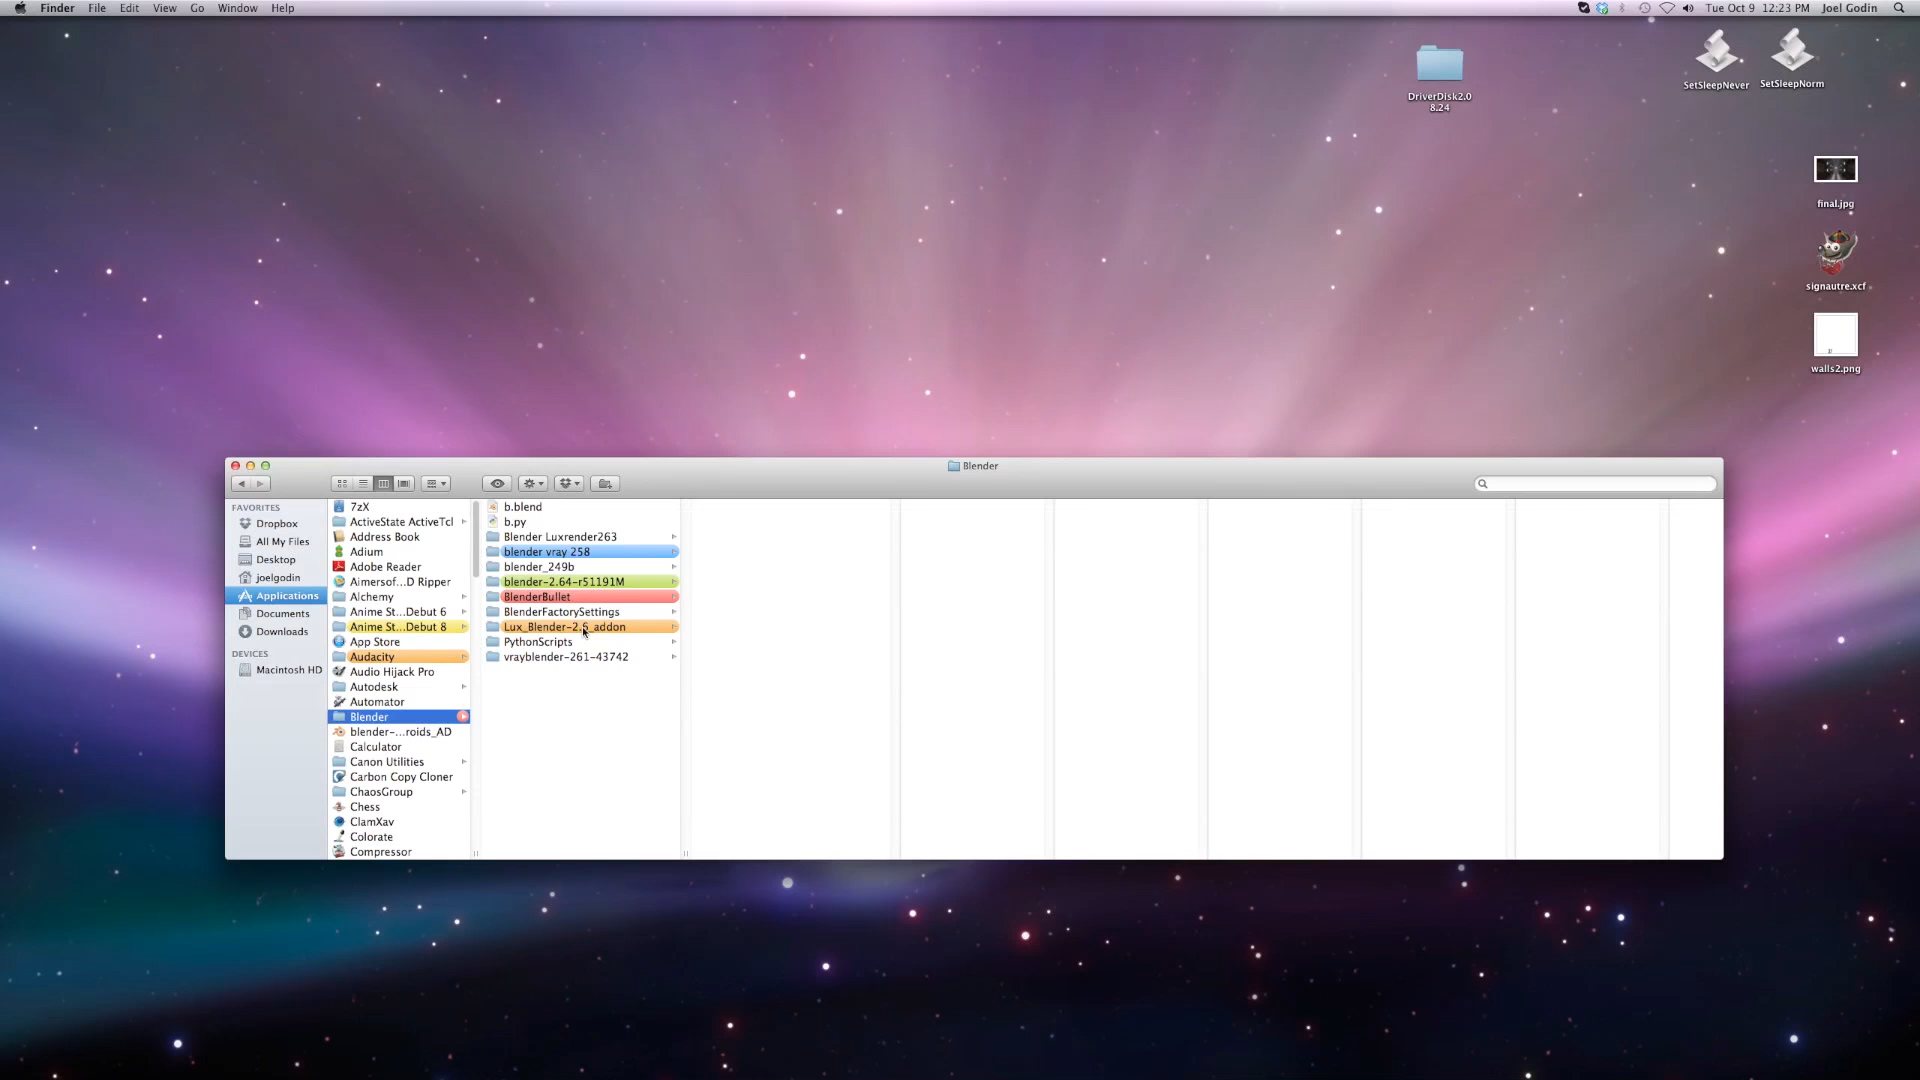 Finder File Edit View Go Window Help
Tue Oct 9 12:23 PM Joel Godin
DriverDisk2.0
8.24
SetSleepNever
SetSleepNorm
final.jpg
signautre.xcf
walls2.png
Blender
FAVORITES
Dropbox
All My Files
Desktop
joelgodin
Applications
Documents
Downloads
DEVICES
Macintosh HD
7zX
ActiveState ActiveTcl
Address Book
Adium
Adobe Reader
Aimersof...D Ripper
Alchemy
Anime St...Debut 6
Anime St...Debut 8
App Store
Audacity
Audio Hijack Pro
Autodesk
Automator
Blender
blender-...roids_AD
Calculator
Canon Utilities
Carbon Copy Cloner
ChaosGroup
Chess
ClamXav
Colorate
Compressor
b.blend
b.py
Blender Luxrender263
blender vray 258
blender_249b
blender-2.64-r51191M
BlenderBullet
BlenderFactorySettings
Lux_Blender-2.6_addon
PythonScripts
vrayblender-261-43742